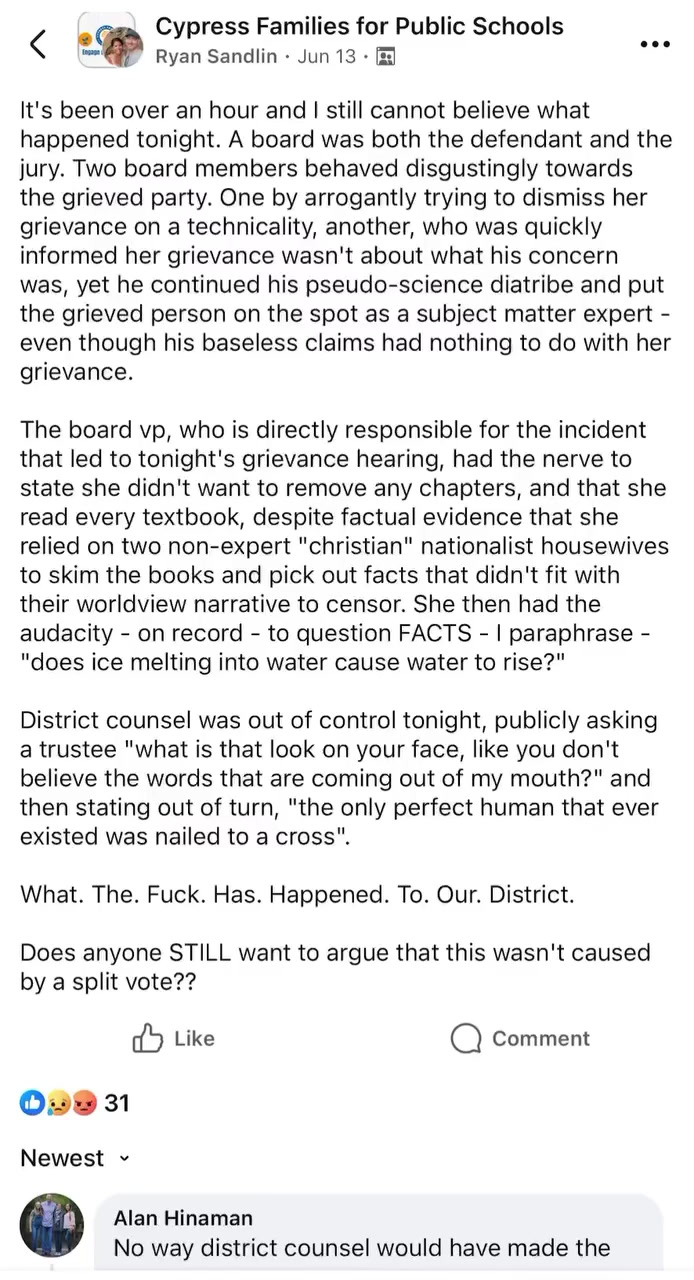 Cypress Families for Public Schools
Ryan Sandlin · Jun 13 ·
It's been over an hour and I still cannot believe what
happened tonight. A board was both the defendant and the
jury. Two board members behaved disgustingly towards
the grieved party. One by arrogantly trying to dismiss her
grievance on a technicality, another, who was quickly
informed her grievance wasn't about what his concern
was, yet he continued his pseudo-science diatribe and put
the grieved person on the spot as a subject matter expert -
even though his baseless claims had nothing to do with her
grievance.
The board vp, who is directly responsible for the incident
that led to tonight's grievance hearing, had the nerve to
state she didn't want to remove any chapters, and that she
read every textbook, despite factual evidence that she
relied on two non-expert "christian" nationalist housewives
to skim the books and pick out facts that didn't fit with
their worldview narrative to censor. She then had the
audacity - on record - to question FACTS - I paraphrase -
"does ice melting into water cause water to rise?"
District counsel was out of control tonight, publicly asking
a trustee "what is that look on your face, like you don't
believe the words that are coming out of my mouth?" and
then stating out of turn, "the only perfect human that ever
existed was nailed to a cross".
What. The. Fuck. Has. Happened. To. Our. District.
Does anyone STILL want to argue that this wasn't caused
by a split vote??
Like
Comment
31
Newest
Alan Hinaman
No way district counsel would have made the